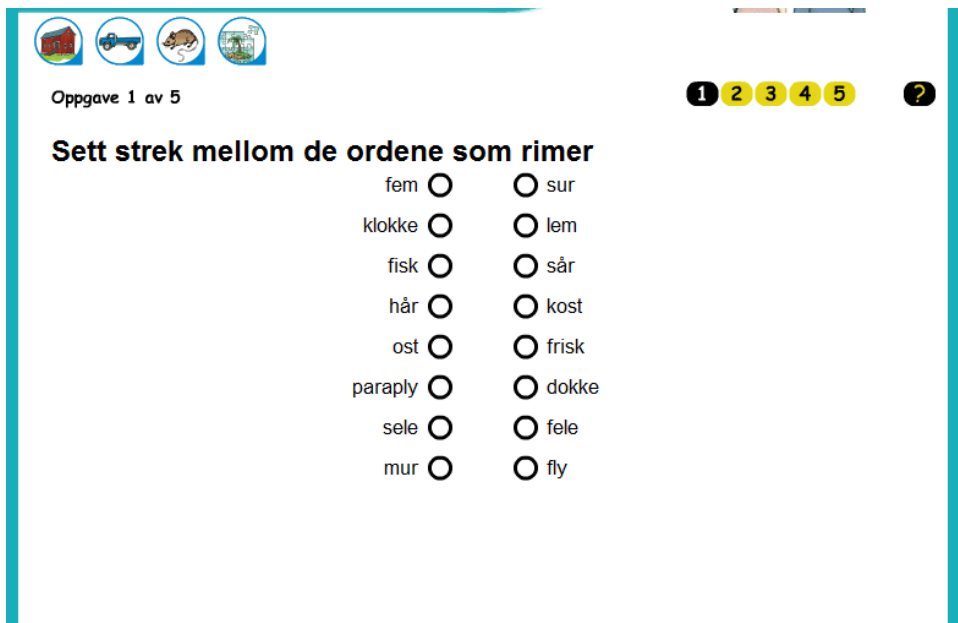 Oppgave 1 av 5
1 2 3 4 5 ?
Sett strek mellom de ordene som rimer
fem sur
klokke lem
fisk sår
hår kost
ost frisk
paraply dokke
sele fele
mur fly